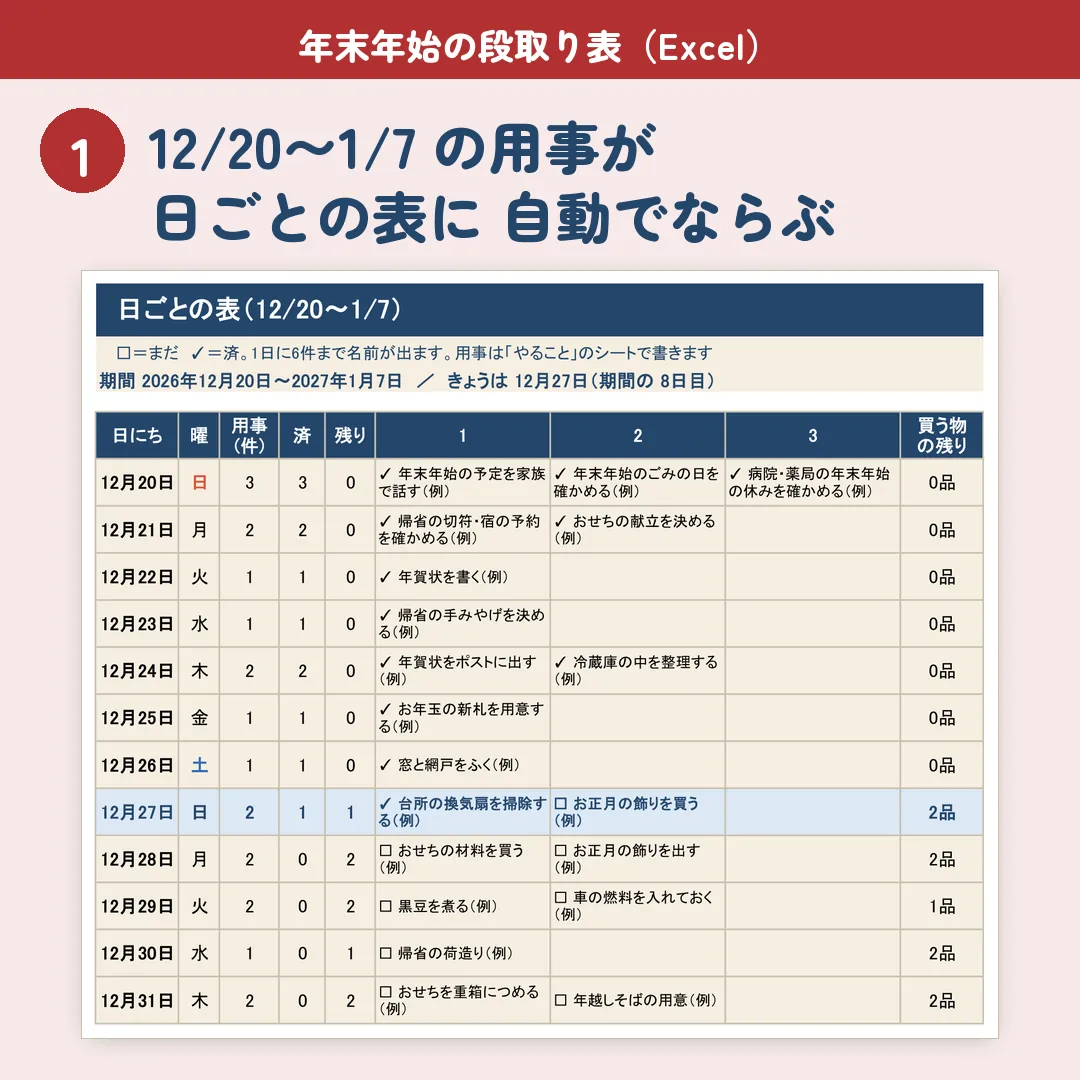 年末年始の段取り表（Excel）
1
12/20～1/7 の用事が
日ごとの表に 自動でならぶ
日ごとの表（12/20～1/7）
□＝まだ ✓＝済。1日に6件まで名前が出ます。用事は「やること」のシートで書きます
期間 2026年12月20日～2027年1月7日 ／ きょうは 12月27日（期間の 8日目）
日にち 曜 用事（件） 済 残り 1 2 3 買う物の残り
12月20日 日 3 3 0 ✓ 年末年始の予定を家族で話す（例） ✓ 年末年始のごみの日を確かめる（例） ✓ 病院・薬局の年末年始の休みを確かめる（例） 0品
12月21日 月 2 2 0 ✓ 帰省の切符・宿の予約を確かめる（例） ✓ おせちの献立を決める（例） 0品
12月22日 火 1 1 0 ✓ 年賀状を書く（例） 0品
12月23日 水 1 1 0 ✓ 帰省の手みやげを決める（例） 0品
12月24日 木 2 2 0 ✓ 年賀状をポストに出す（例） ✓ 冷蔵庫の中を整理する（例） 0品
12月25日 金 1 1 0 ✓ お年玉の新札を用意する（例） 0品
12月26日 土 1 1 0 ✓ 窓と網戸をふく（例） 0品
12月27日 日 2 1 1 ✓ 台所の換気扇を掃除する（例） □ お正月の飾りを買う（例） 2品
12月28日 月 2 0 2 □ おせちの材料を買う（例） □ お正月の飾りを出す（例） 2品
12月29日 火 2 0 2 □ 黒豆を煮る（例） □ 車の燃料を入れておく（例） 1品
12月30日 水 1 0 1 □ 帰省の荷造り（例） 2品
12月31日 木 2 0 2 □ おせちを重箱につめる（例） □ 年越しそばの用意（例） 2品